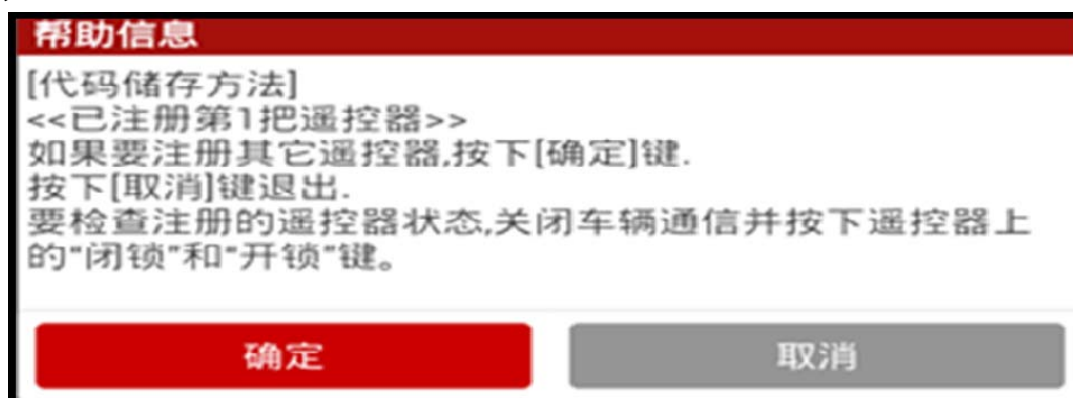 帮助信息
[代码储存方法]
<<已注册第1把遥控器>>
如果要注册其它遥控器,按下[确定]键.
按下[取消]键退出.
要检查注册的遥控器状态,关闭车辆通信并按下遥控器上
的“闭锁”和“开锁”键。
确定
取消